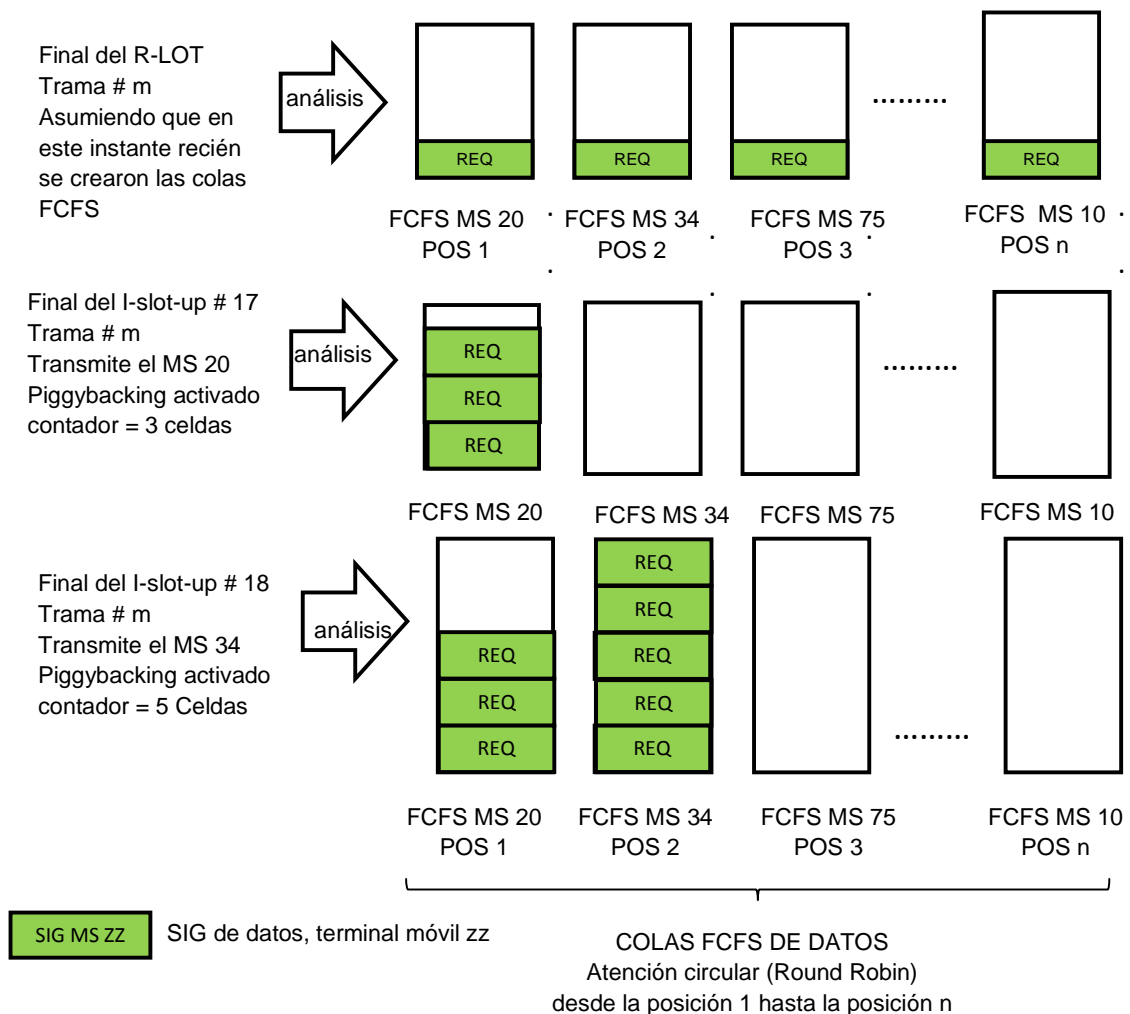 Final del R-LOT
Trama # m
Asumiendo que en
este instante recién
se crearon las colas
FCFS
análisis
.........
REQ REQ REQ REQ
FCFS MS 20 FCFS MS 34 FCFS MS 75 FCFS MS 10
POS 1 POS 2 POS 3 POS n
Final del I-slot-up # 17
Trama # m
Transmite el MS 20
Piggybacking activado
contador = 3 celdas
análisis
REQ
REQ
REQ
.........
FCFS MS 20 FCFS MS 34 FCFS MS 75 FCFS MS 10
Final del I-slot-up # 18
Trama # m
Transmite el MS 34
Piggybacking activado
contador = 5 Celdas
análisis
REQ
REQ
REQ REQ
REQ REQ
REQ REQ
.........
FCFS MS 20 FCFS MS 34 FCFS MS 75 FCFS MS 10
POS 1 POS 2 POS 3 POS n
SIG MS ZZ SIG de datos, terminal móvil zz
COLAS FCFS DE DATOS
Atención circular (Round Robin)
desde la posición 1 hasta la posición n